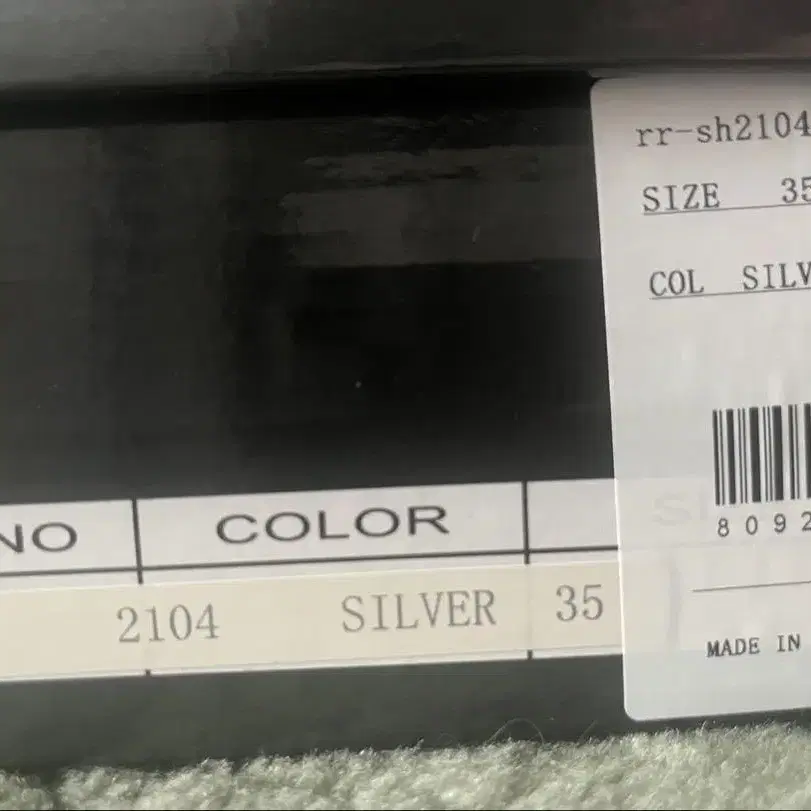 rr-sh2104
SIZE 35
COL SILV
8092
MADE IN
NO COLOR
2104 SILVER 35